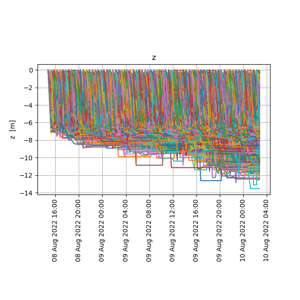 z
0
−2
−4
−6
−8
−10
−12
−14
z [m]
08 Aug 2022 16:00
08 Aug 2022 20:00
09 Aug 2022 00:00
09 Aug 2022 04:00
09 Aug 2022 08:00
09 Aug 2022 12:00
09 Aug 2022 16:00
09 Aug 2022 20:00
10 Aug 2022 00:00
10 Aug 2022 04:00